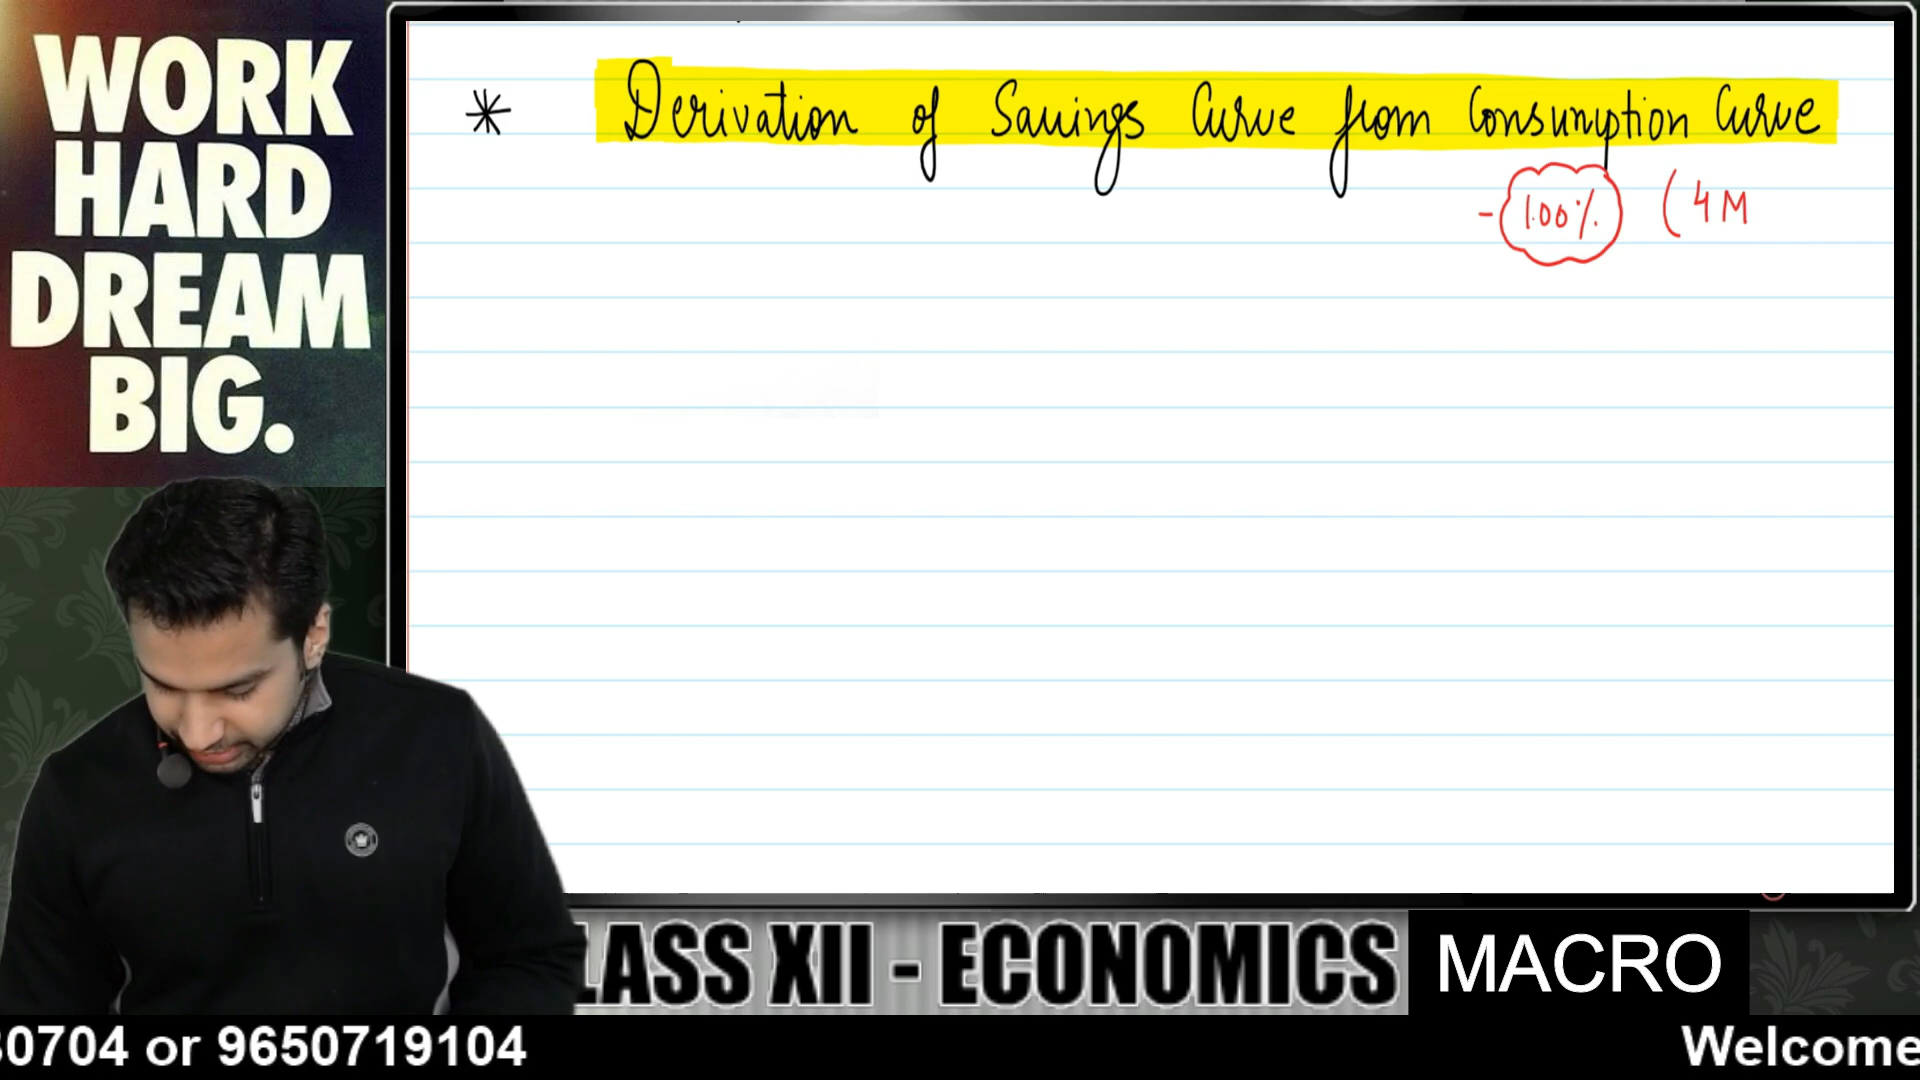 WORK
HARD
DREAM
BIG.
* Derivation of Savings Curve from Consumption Curve
- 100% (4M
LASS XII - ECONOMICS
MACRO
30704 or 9650719104
Welcome